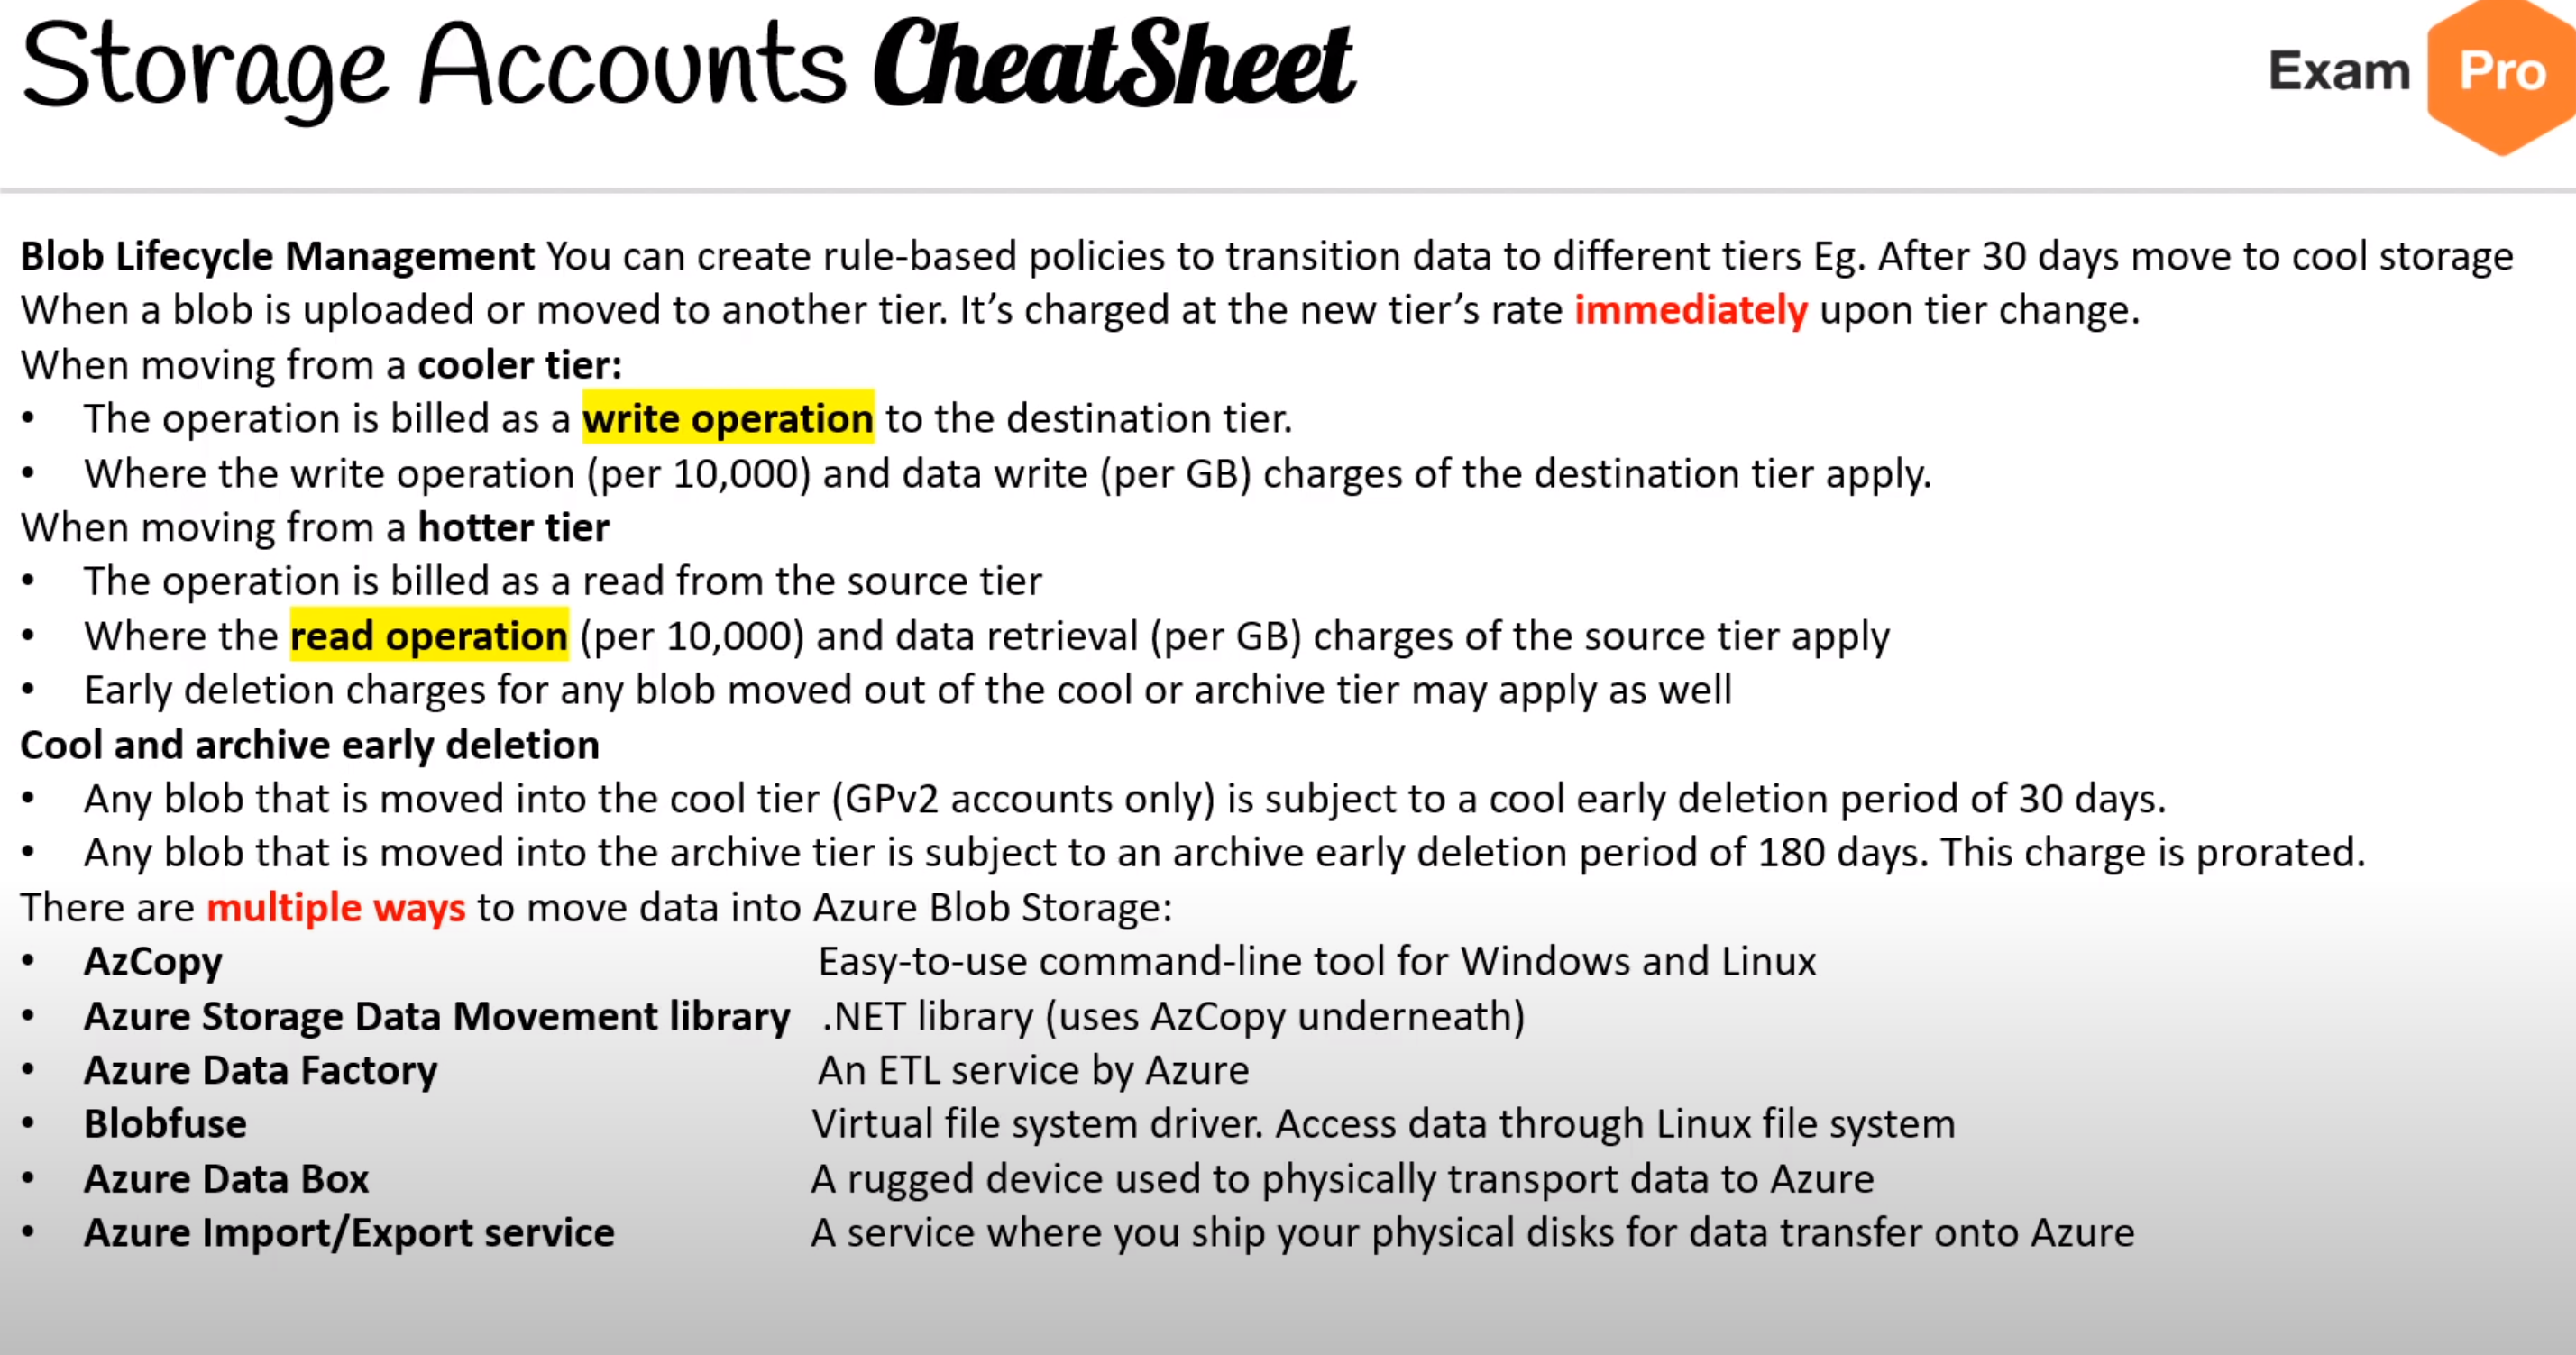 Storage Accounts CheatSheet
Exam Pro
Blob Lifecycle Management You can create rule-based policies to transition data to different tiers Eg. After 30 days move to cool storage
When a blob is uploaded or moved to another tier. It’s charged at the new tier’s rate immediately upon tier change.
When moving from a cooler tier:
• The operation is billed as a write operation to the destination tier.
• Where the write operation (per 10,000) and data write (per GB) charges of the destination tier apply.
When moving from a hotter tier
• The operation is billed as a read from the source tier
• Where the read operation (per 10,000) and data retrieval (per GB) charges of the source tier apply
• Early deletion charges for any blob moved out of the cool or archive tier may apply as well
Cool and archive early deletion
• Any blob that is moved into the cool tier (GPv2 accounts only) is subject to a cool early deletion period of 30 days.
• Any blob that is moved into the archive tier is subject to an archive early deletion period of 180 days. This charge is prorated.
There are multiple ways to move data into Azure Blob Storage:
• AzCopy Easy-to-use command-line tool for Windows and Linux
• Azure Storage Data Movement library .NET library (uses AzCopy underneath)
• Azure Data Factory An ETL service by Azure
• Blobfuse Virtual file system driver. Access data through Linux file system
• Azure Data Box A rugged device used to physically transport data to Azure
• Azure Import/Export service A service where you ship your physical disks for data transfer onto Azure